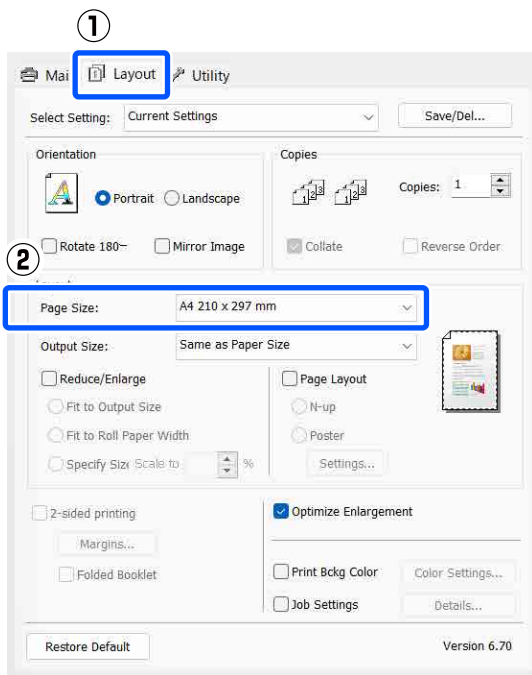 ①
Mai Layout Utility
Select Setting: Current Settings Save/Del...
Orientation Copies
Portrait Landscape Copies: 1
Rotate 180° Mirror Image Collate Reverse Order
②
Page Size: A4 210 x 297 mm
Output Size: Same as Paper Size
Reduce/Enlarge Page Layout
Fit to Output Size N-up
Fit to Roll Paper Width Poster
Specify Size Scale to % Settings...
2-sided printing Optimize Enlargement
Margins...
Folded Booklet Print Bckg Color Color Settings...
Job Settings Details...
Restore Default Version 6.70